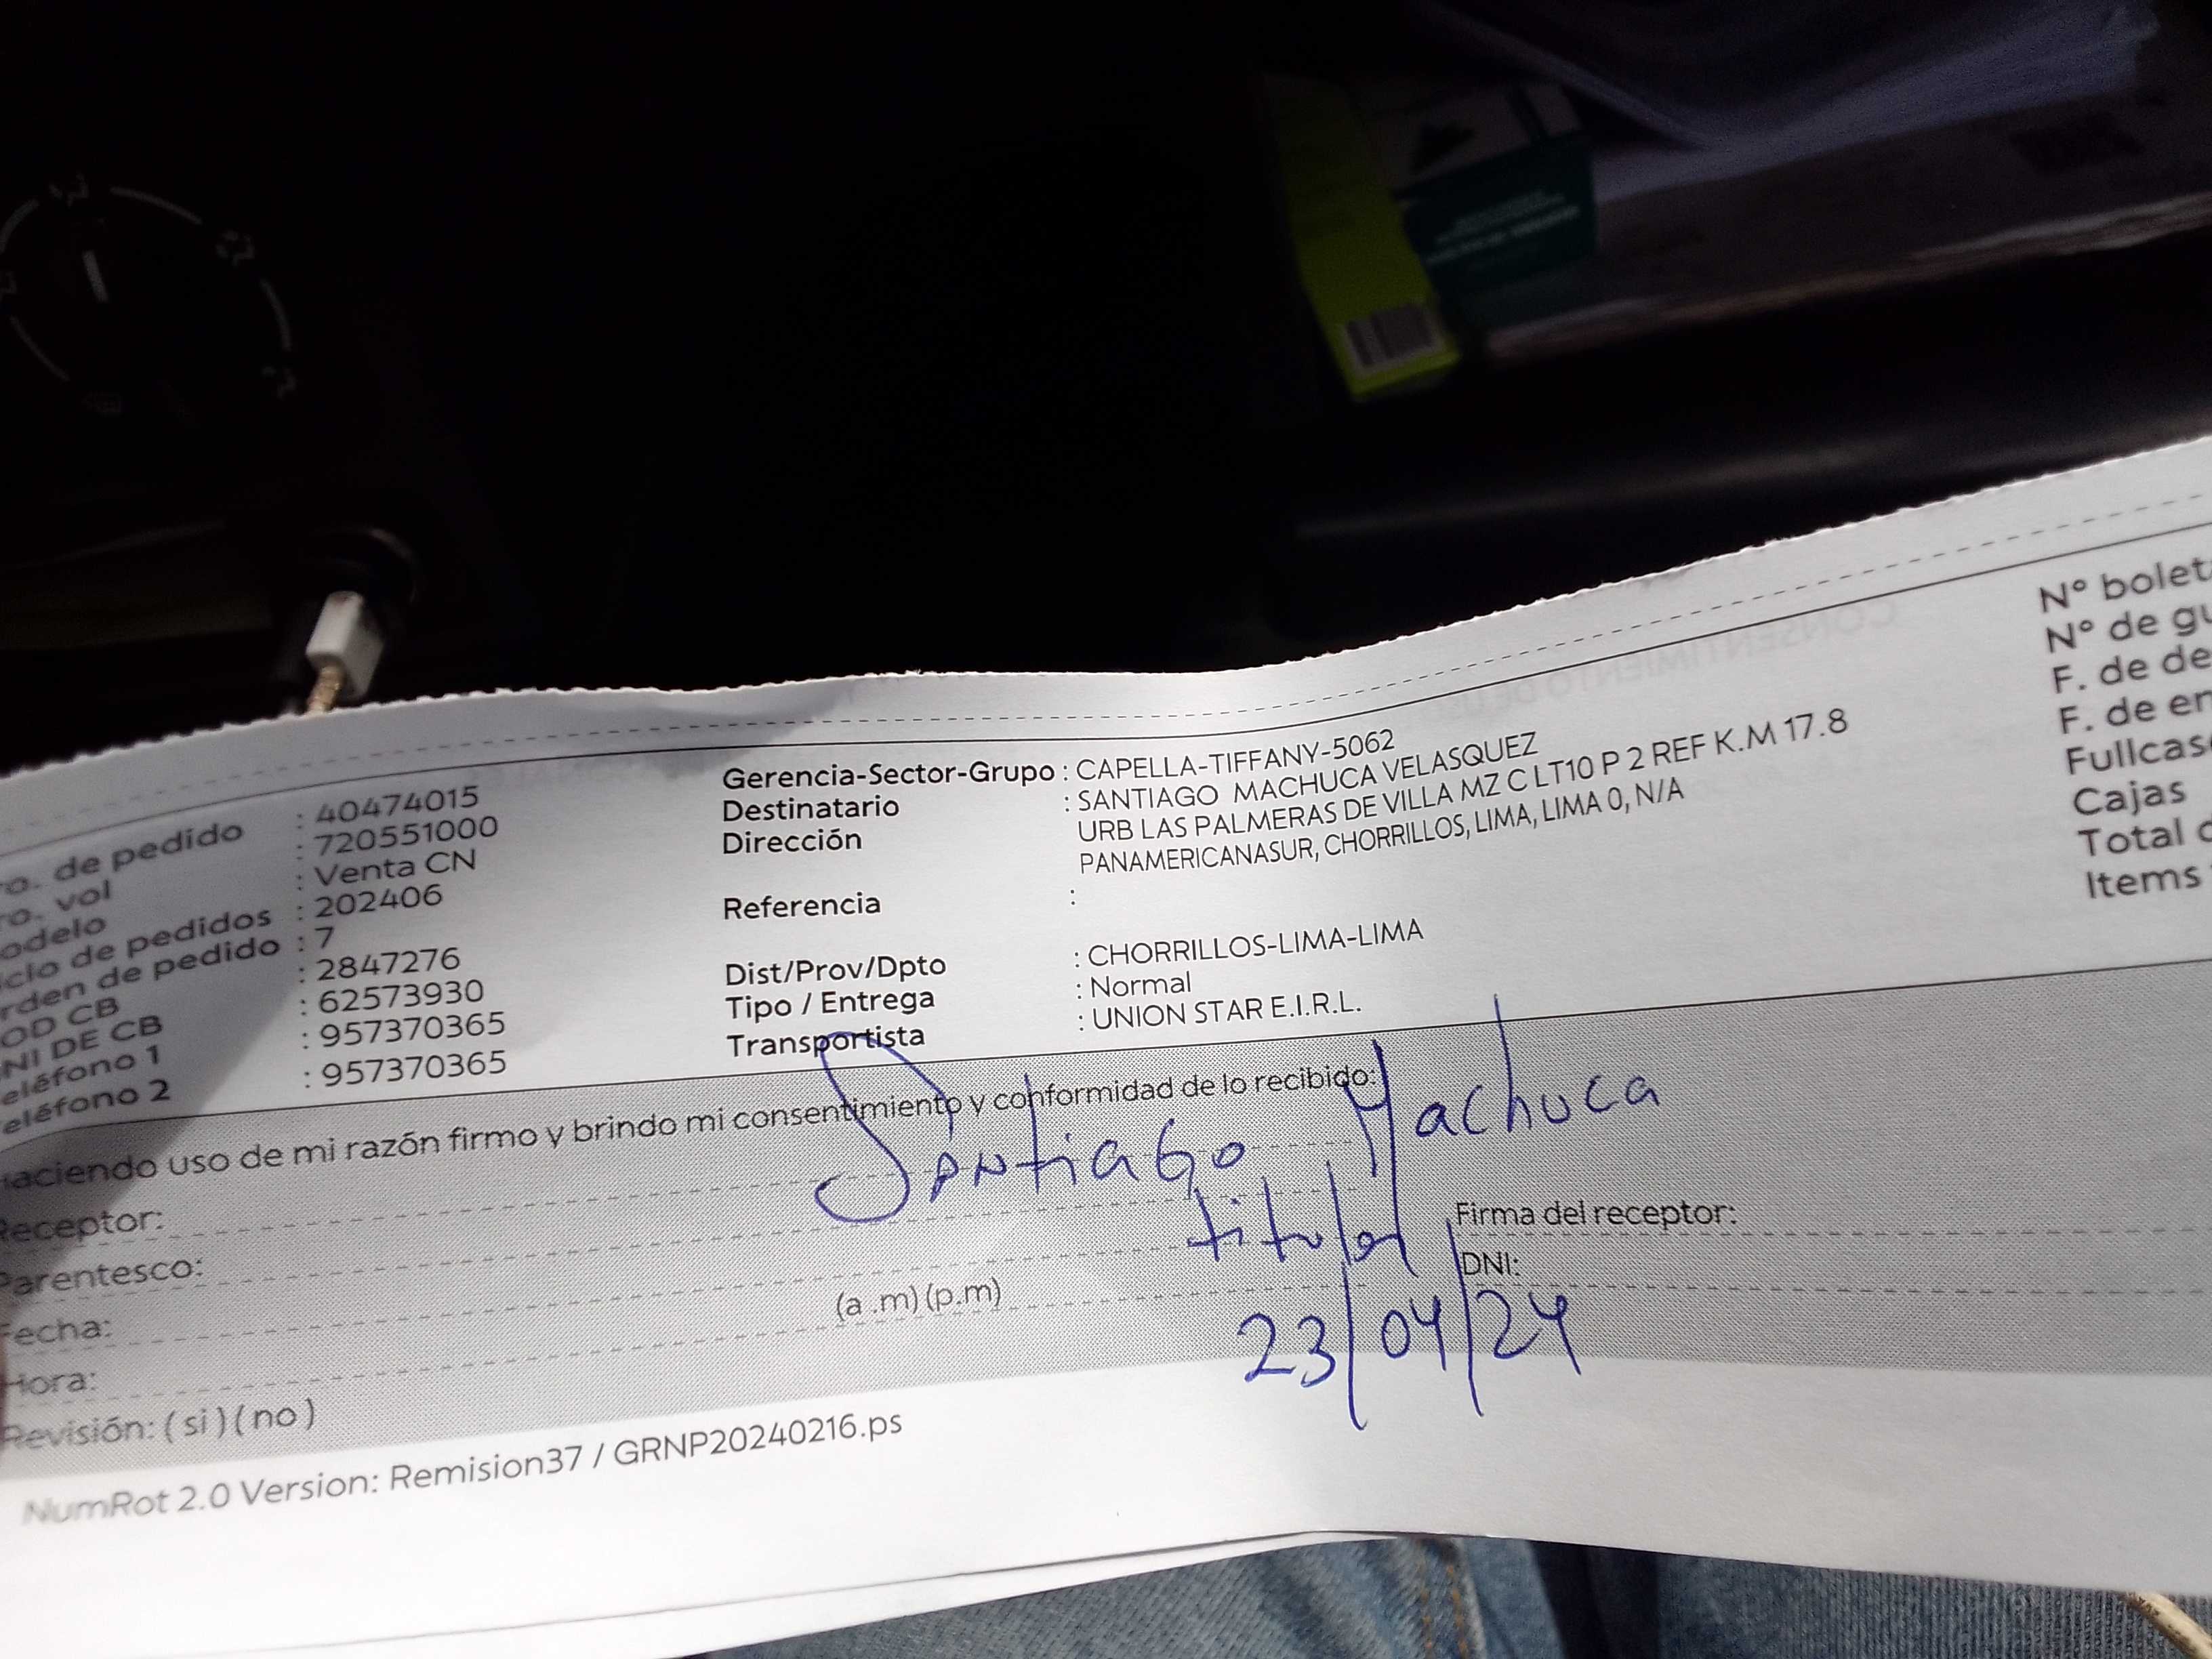 ro. de pedido : 40474015
ro. vol : 720551000
odelo : Venta CN
iclo de pedidos : 202406
rden de pedido : 7
OD CB : 2847276
NI DE CB : 62573930
eléfono 1 : 957370365
eléfono 2 : 957370365
Gerencia-Sector-Grupo : CAPELLA-TIFFANY-5062
Destinatario : SANTIAGO MACHUCA VELASQUEZ
Dirección URB LAS PALMERAS DE VILLA MZ C LT10 P 2 REF K.M 17.8
PANAMERICANASUR, CHORRILLOS, LIMA, LIMA 0, N/A
Referencia :
Dist/Prov/Dpto : CHORRILLOS-LIMA-LIMA
Tipo / Entrega : Normal
Transportista : UNION STAR E.I.R.L.
N° bolet
N° de gu
F. de de
F. de en
Fullcas
Cajas
Total d
Items
Haciendo uso de mi razón firmo y brindo mi consentimiento y conformidad de lo recibido:
Receptor: Santiago Machuca
Parentesco: titular
Firma del receptor:
Fecha: 23/04/24
DNI:
Hora: (a .m) (p.m)
Revisión: ( si ) ( no )
NumRot 2.0 Version: Remision37 / GRNP20240216.ps